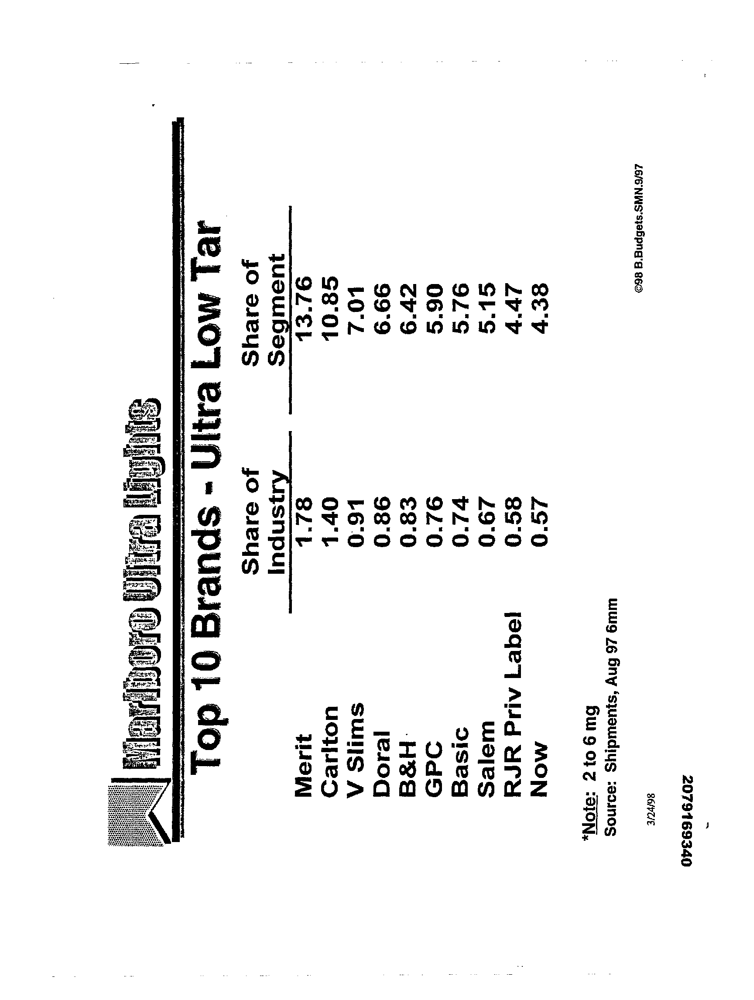 Marlboro Ultra Lights
Top 10 Brands - Ultra Low Tar
Share of Industry Share of Segment
Merit 1.78 13.76
Carlton 1.40 10.85
V Slims 0.91 7.01
Doral 0.86 6.66
B&H 0.83 6.42
GPC 0.76 5.90
Basic 0.74 5.76
Salem 0.67 5.15
RJR Priv Label 0.58 4.47
Now 0.57 4.38
*Note: 2 to 6 mg
Source: Shipments, Aug 97 6mm
©98 B.Budgets.SMN.9/97
3/24/98
2079169340